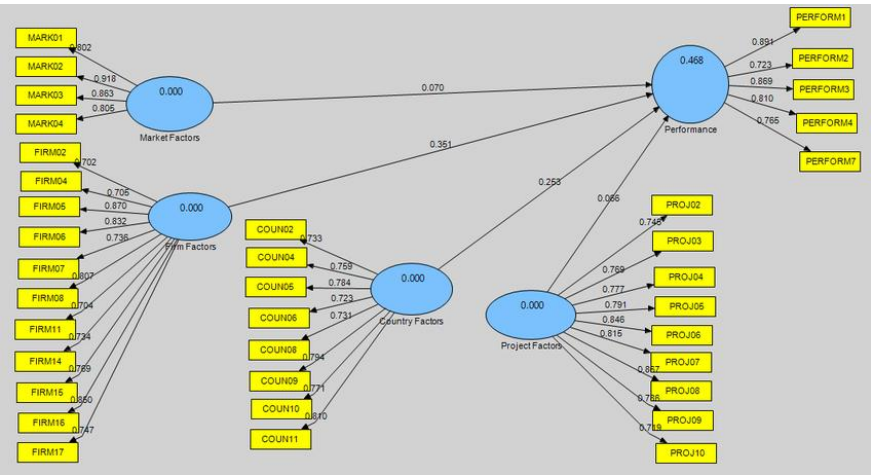 MARK01
0.802
MARK02
0.918
MARK03
0.863
MARK04
0.805
0.000
Market Factors
FIRM02
0.702
FIRM04
0.705
FIRM05
0.870
FIRM06
0.832
FIRM07
0.736
FIRM08
0.807
FIRM11
0.704
FIRM14
0.734
FIRM15
0.769
FIRM16
0.850
FIRM17
0.747
0.000
Firm Factors
COUN02
0.733
COUN04
0.759
COUN05
0.784
COUN06
0.723
COUN08
0.731
COUN09
0.794
COUN10
0.771
COUN11
0.810
0.000
Country Factors
0.070
0.351
0.253
0.066
0.468
Performance
PERFORM1
0.891
PERFORM2
0.723
PERFORM3
0.869
PERFORM4
0.810
PERFORM7
0.765
0.000
Project Factors
PROJ02
PROJ03
0.769
PROJ04
0.777
PROJ05
0.791
PROJ06
0.846
PROJ07
0.815
PROJ08
PROJ09
PROJ10
0.719